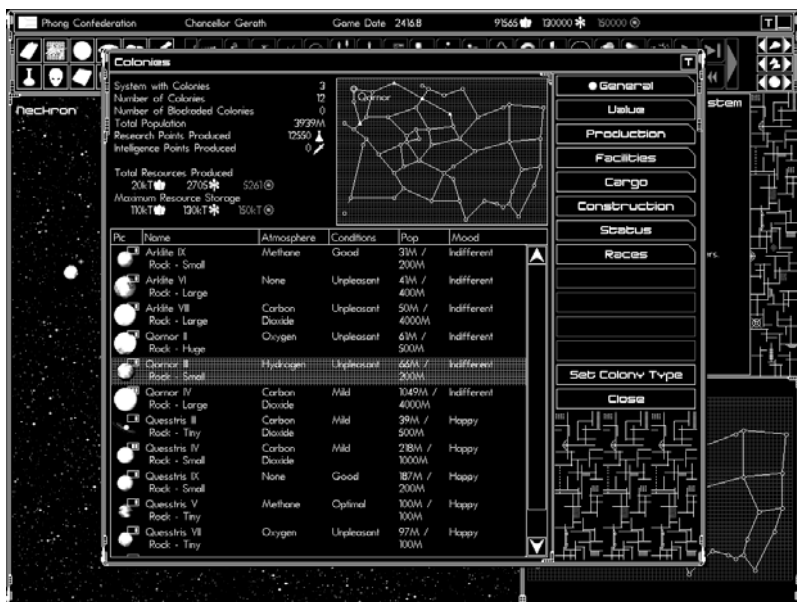 Phong Confederation Chancellor Gerath Game Date 2416.8 91565 130000 150000 T
Colonies T
System with Colonies 3
Number of Colonies 12
Number of Blockaded Colonies 0
Total Population 3939M
Research Points Produced 12550
Intelligence Points Produced 0
Total Resources Produced
20kT 2705 5261
Maximum Resource Storage
110kT 130kT 150kT
Qornor
General
Value
Production
Facilities
Cargo
Construction
Status
Races
Set Colony Type
Close
Neckron
stem
Pic Name Atmosphere Conditions Pop Mood
Arklite IX Methane Good 31M / Indifferent
Rock - Small 200M
Arklite VI None Unpleasant 41M / Indifferent
Rock - Large 400M
Arklite VIII Carbon Unpleasant 50M / Indifferent
Rock - Large Dioxide 4000M
Qornor II Oxygen Unpleasant 61M / Indifferent
Rock - Huge 500M
Qornor III Hydrogen Unpleasant 66M / Indifferent
Rock - Small 200M
Qornor IV Carbon Mild 1049M / Indifferent
Rock - Large Dioxide 4000M
Quesstris II Carbon Mild 39M / Happy
Rock - Tiny Dioxide 500M
Quesstris IV Carbon Mild 218M / Happy
Rock - Small Dioxide 1000M
Quesstris IX None Good 187M / Happy
Rock - Small 200M
Quesstris V Methane Optimal 100M / Happy
Rock - Tiny 100M
Quesstris VII Oxygen Unpleasant 97M / Happy
Rock - Tiny 100M